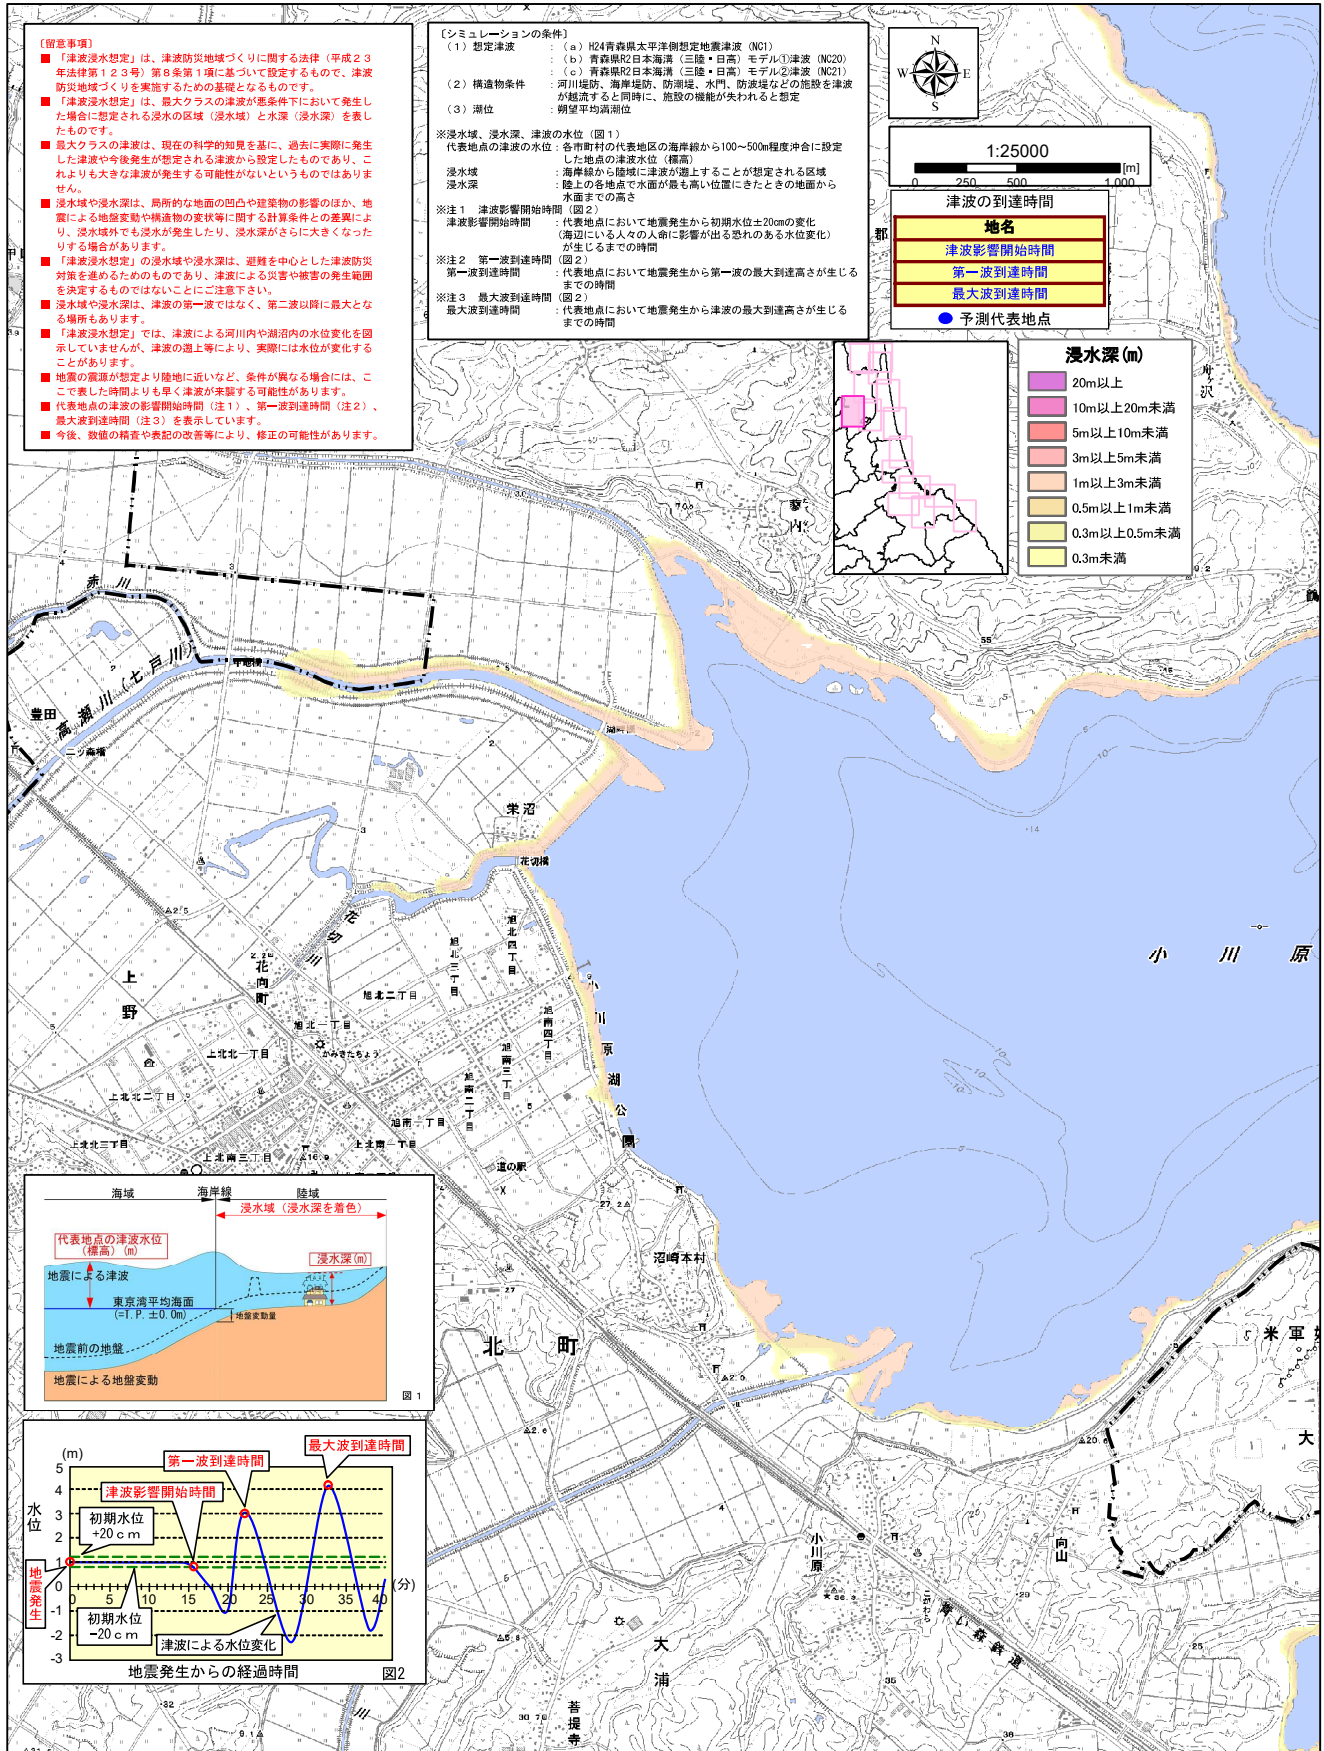 〔留意事項〕
■ 「津波浸水想定」は、津波防災地域づくりに関する法律（平成２３
年法律第１２３号）第８条第１項に基づいて設定するもので、津波
防災地域づくりを実施するための基礎となるものです。
■ 「津波浸水想定」は、最大クラスの津波が悪条件下において発生し
た場合に想定される浸水の区域（浸水域）と水深（浸水深）を表し
たものです。
■ 最大クラスの津波は、現在の科学的知見を基に、過去に実際に発生
した津波や今後発生が想定される津波から設定したものであり、こ
れよりも大きな津波が発生する可能性がないというものではありま
せん。
■ 浸水域や浸水深は、局所的な地面の凹凸や建築物の影響のほか、地
震による地盤変動や構造物の変状等に関する計算条件との差異によ
り、浸水域外でも浸水が発生したり、浸水深がさらに大きくなった
りする場合があります。
■ 「津波浸水想定」の浸水域や浸水深は、避難を中心とした津波防災
対策を進めるためのものであり、津波による災害や被害の発生範囲
を決定するものではないことにご注意下さい。
■ 浸水域や浸水深は、津波の第一波ではなく、第二波以降に最大とな
る場所もあります。
■ 「津波浸水想定」では、津波による河川内や湖沼内の水位変化を図
示していませんが、津波の遡上等により、実際には水位が変化する
ことがあります。
■ 地震の震源が想定より陸地に近いなど、条件が異なる場合には、こ
こで表した時間よりも早く津波が来襲する可能性があります。
■ 代表地点の津波の影響開始時間（注１）、第一波到達時間（注２）、
最大波到達時間（注３）を表示しています。
■ 今後、数値の精査や表記の改善等により、修正の可能性があります。
〔シミュレーションの条件〕
（１）想定津波 ：（ａ）H24青森県太平洋側想定地震津波（NC1）
：（ｂ）青森県R2日本海溝（三陸・日高）モデル①津波（NC20）
：（ｃ）青森県R2日本海溝（三陸・日高）モデル②津波（NC21）
（２）構造物条件 ：河川堤防、海岸堤防、防潮堤、水門、防波堤などの施設を津波
が越流すると同時に、施設の機能が失われると想定
（３）潮位 ：朔望平均満潮位
※浸水域、浸水深、津波の水位（図１）
代表地点の津波の水位：各市町村の代表地区の海岸線から100～500m程度沖合に設定
した地点の津波水位（標高）
浸水域 ：海岸線から陸域に津波が遡上することが想定される区域
浸水深 ：陸上の各地点で水面が最も高い位置にきたときの地面から
水面までの高さ
※注１ 津波影響開始時間（図２）
津波影響開始時間 ：代表地点において地震発生から初期水位±20cmの変化
（海辺にいる人々の人命に影響が出る恐れのある水位変化）
が生じるまでの時間
※注２ 第一波到達時間（図２）
第一波到達時間 ：代表地点において地震発生から第一波の最大到達高さが生じる
までの時間
※注３ 最大波到達時間（図２）
最大波到達時間 ：代表地点において地震発生から津波の最大到達高さが生じる
までの時間
N
W E
S
1:25000
[m]
0 250 500 1,000
津波の到達時間
地名
津波影響開始時間
第一波到達時間
最大波到達時間
● 予測代表地点
浸水深(m)
20m以上
10m以上20m未満
5m以上10m未満
3m以上5m未満
1m以上3m未満
0.5m以上1m未満
0.3m以上0.5m未満
0.3m未満
郡
赤川
高瀬川（七戸川）
豊田
二ツ森橋
栄沼
花切橋
花切川
花向町
上野
旭北四丁目
旭北三丁目
旭北二丁目
旭北一丁目
旭南四丁目
旭南三丁目
旭南二丁目
旭南一丁目
上北北一丁目
上北北二丁目
上北北三丁目
上北南一丁目
上北南三丁目
かみきたちょう
道の駅
小川原湖公園
小川原
沼崎本村
北町
米軍
大
小川原
向山
青い森鉄道
大浦
菩提寺
川
海域 海岸線 陸域
浸水域（浸水深を着色）
代表地点の津波水位
（標高）(m)
浸水深(m)
地震による津波
東京湾平均海面
(=T.P.±0.0m)
地盤変動量
地震前の地盤
地震による地盤変動
図１
(m)
最大波到達時間
第一波到達時間
津波影響開始時間
初期水位
+20ｃｍ
水位
5
4
3
2
1
0
-1
-2
-3
地震発生
0 5 10 15 20 25 30 35 40 (分)
初期水位
-20ｃｍ
津波による水位変化
地震発生からの経過時間
図2